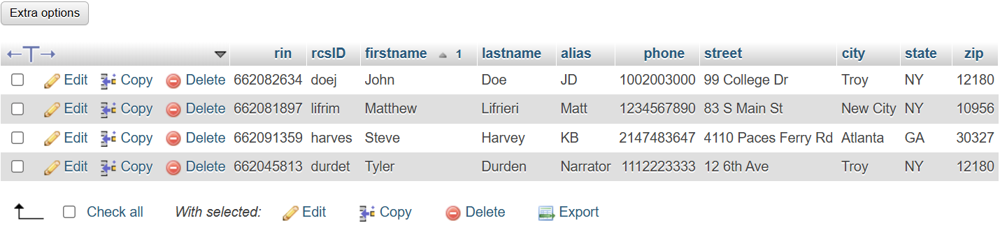 Extra options
rin rcsID firstname 1 lastname alias phone street city state zip
Edit Copy Delete 662082634 doej John Doe JD 1002003000 99 College Dr Troy NY 12180
Edit Copy Delete 662081897 lifrim Matthew Lifrieri Matt 1234567890 83 S Main St New City NY 10956
Edit Copy Delete 662091359 harves Steve Harvey KB 2147483647 4110 Paces Ferry Rd Atlanta GA 30327
Edit Copy Delete 662045813 durdet Tyler Durden Narrator 1112223333 12 6th Ave Troy NY 12180
Check all With selected: Edit Copy Delete Export